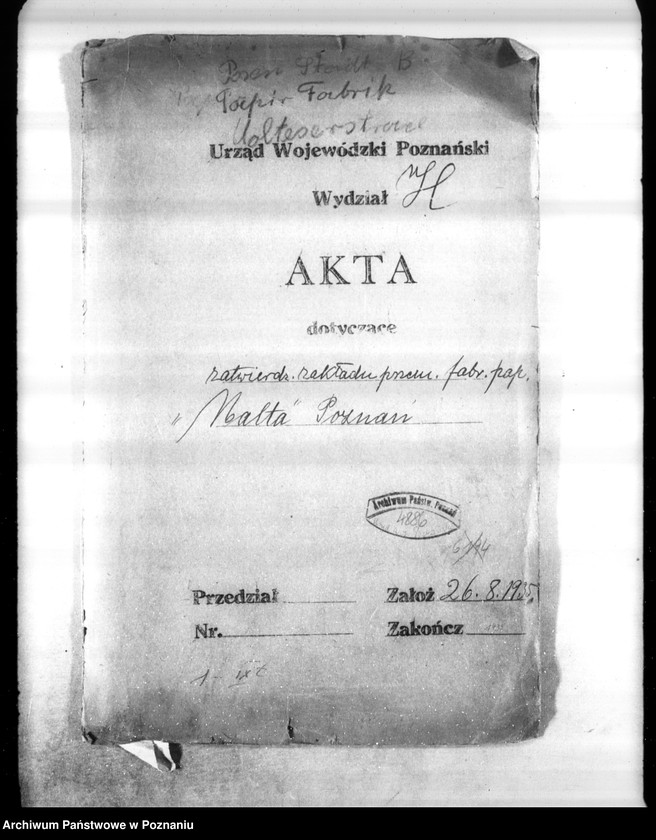 Posen Stadt B
Papier Fabrik
Urząd Wojewódzki Poznański
Wydział H
AKTA
dotyczące
zatwierdz. zakładu przem. fabr. pap.
„Malta" Poznań
Archiwum Państw. Poznań
4886
Przedział
Założ 26. 8. 1935.
Nr.
Zakończ
Archiwum Państwowe w Poznaniu